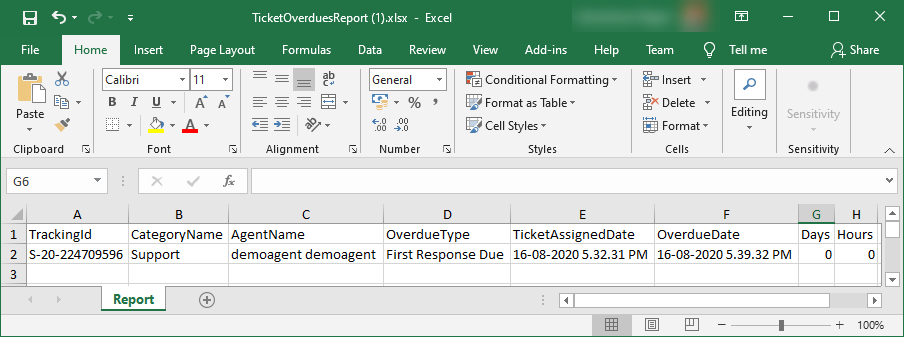 TicketOverduesReport (1).xlsx - Excel
File Home Insert Page Layout Formulas Data Review View Add-ins Help Team Tell me Share
Calibri 11 ab c General Conditional Formatting Insert
Paste B I U A A % , Format as Table Delete Editing Sensitivity
A .00 .0 Cell Styles Format
Clipboard Font Alignment Number Styles Cells Sensitivity
G6 fx
A B C D E F G H
1 TrackingId CategoryName AgentName OverdueType TicketAssignedDate OverdueDate Days Hours
2 S-20-224709596 Support demoagent demoagent First Response Due 16-08-2020 5.32.31 PM 16-08-2020 5.39.32 PM 0 0
3
Report
100%